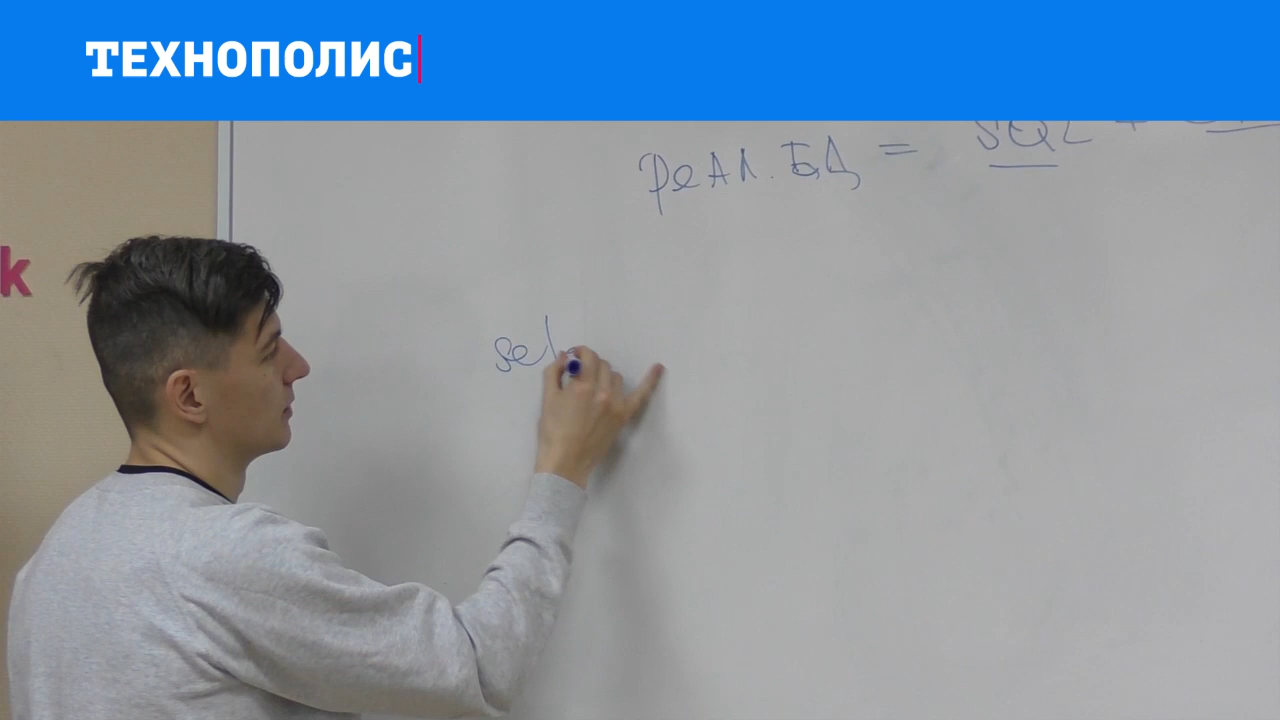 ТЕХНОПОЛИС
k
РеАл. БД = SQL +
sel